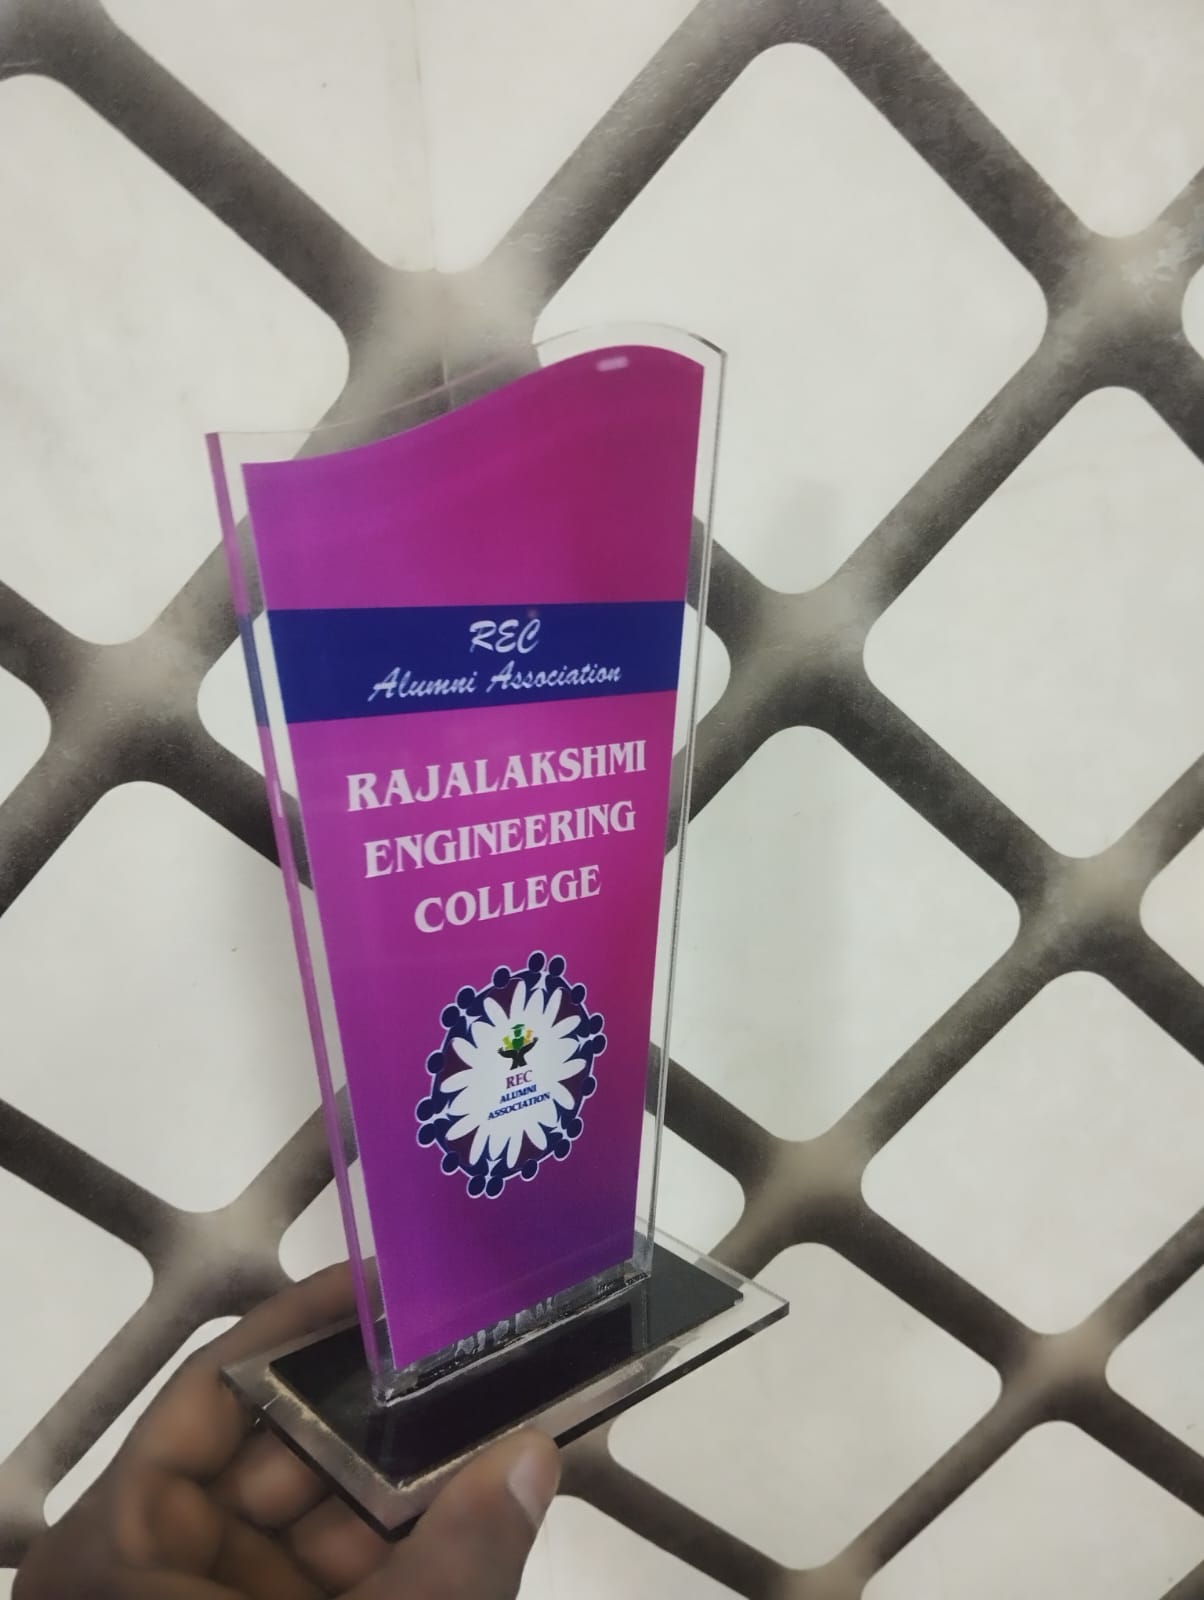 REC
Alumni Association
RAJALAKSHMI
ENGINEERING
COLLEGE
REC
ALUMNI
ASSOCIATION